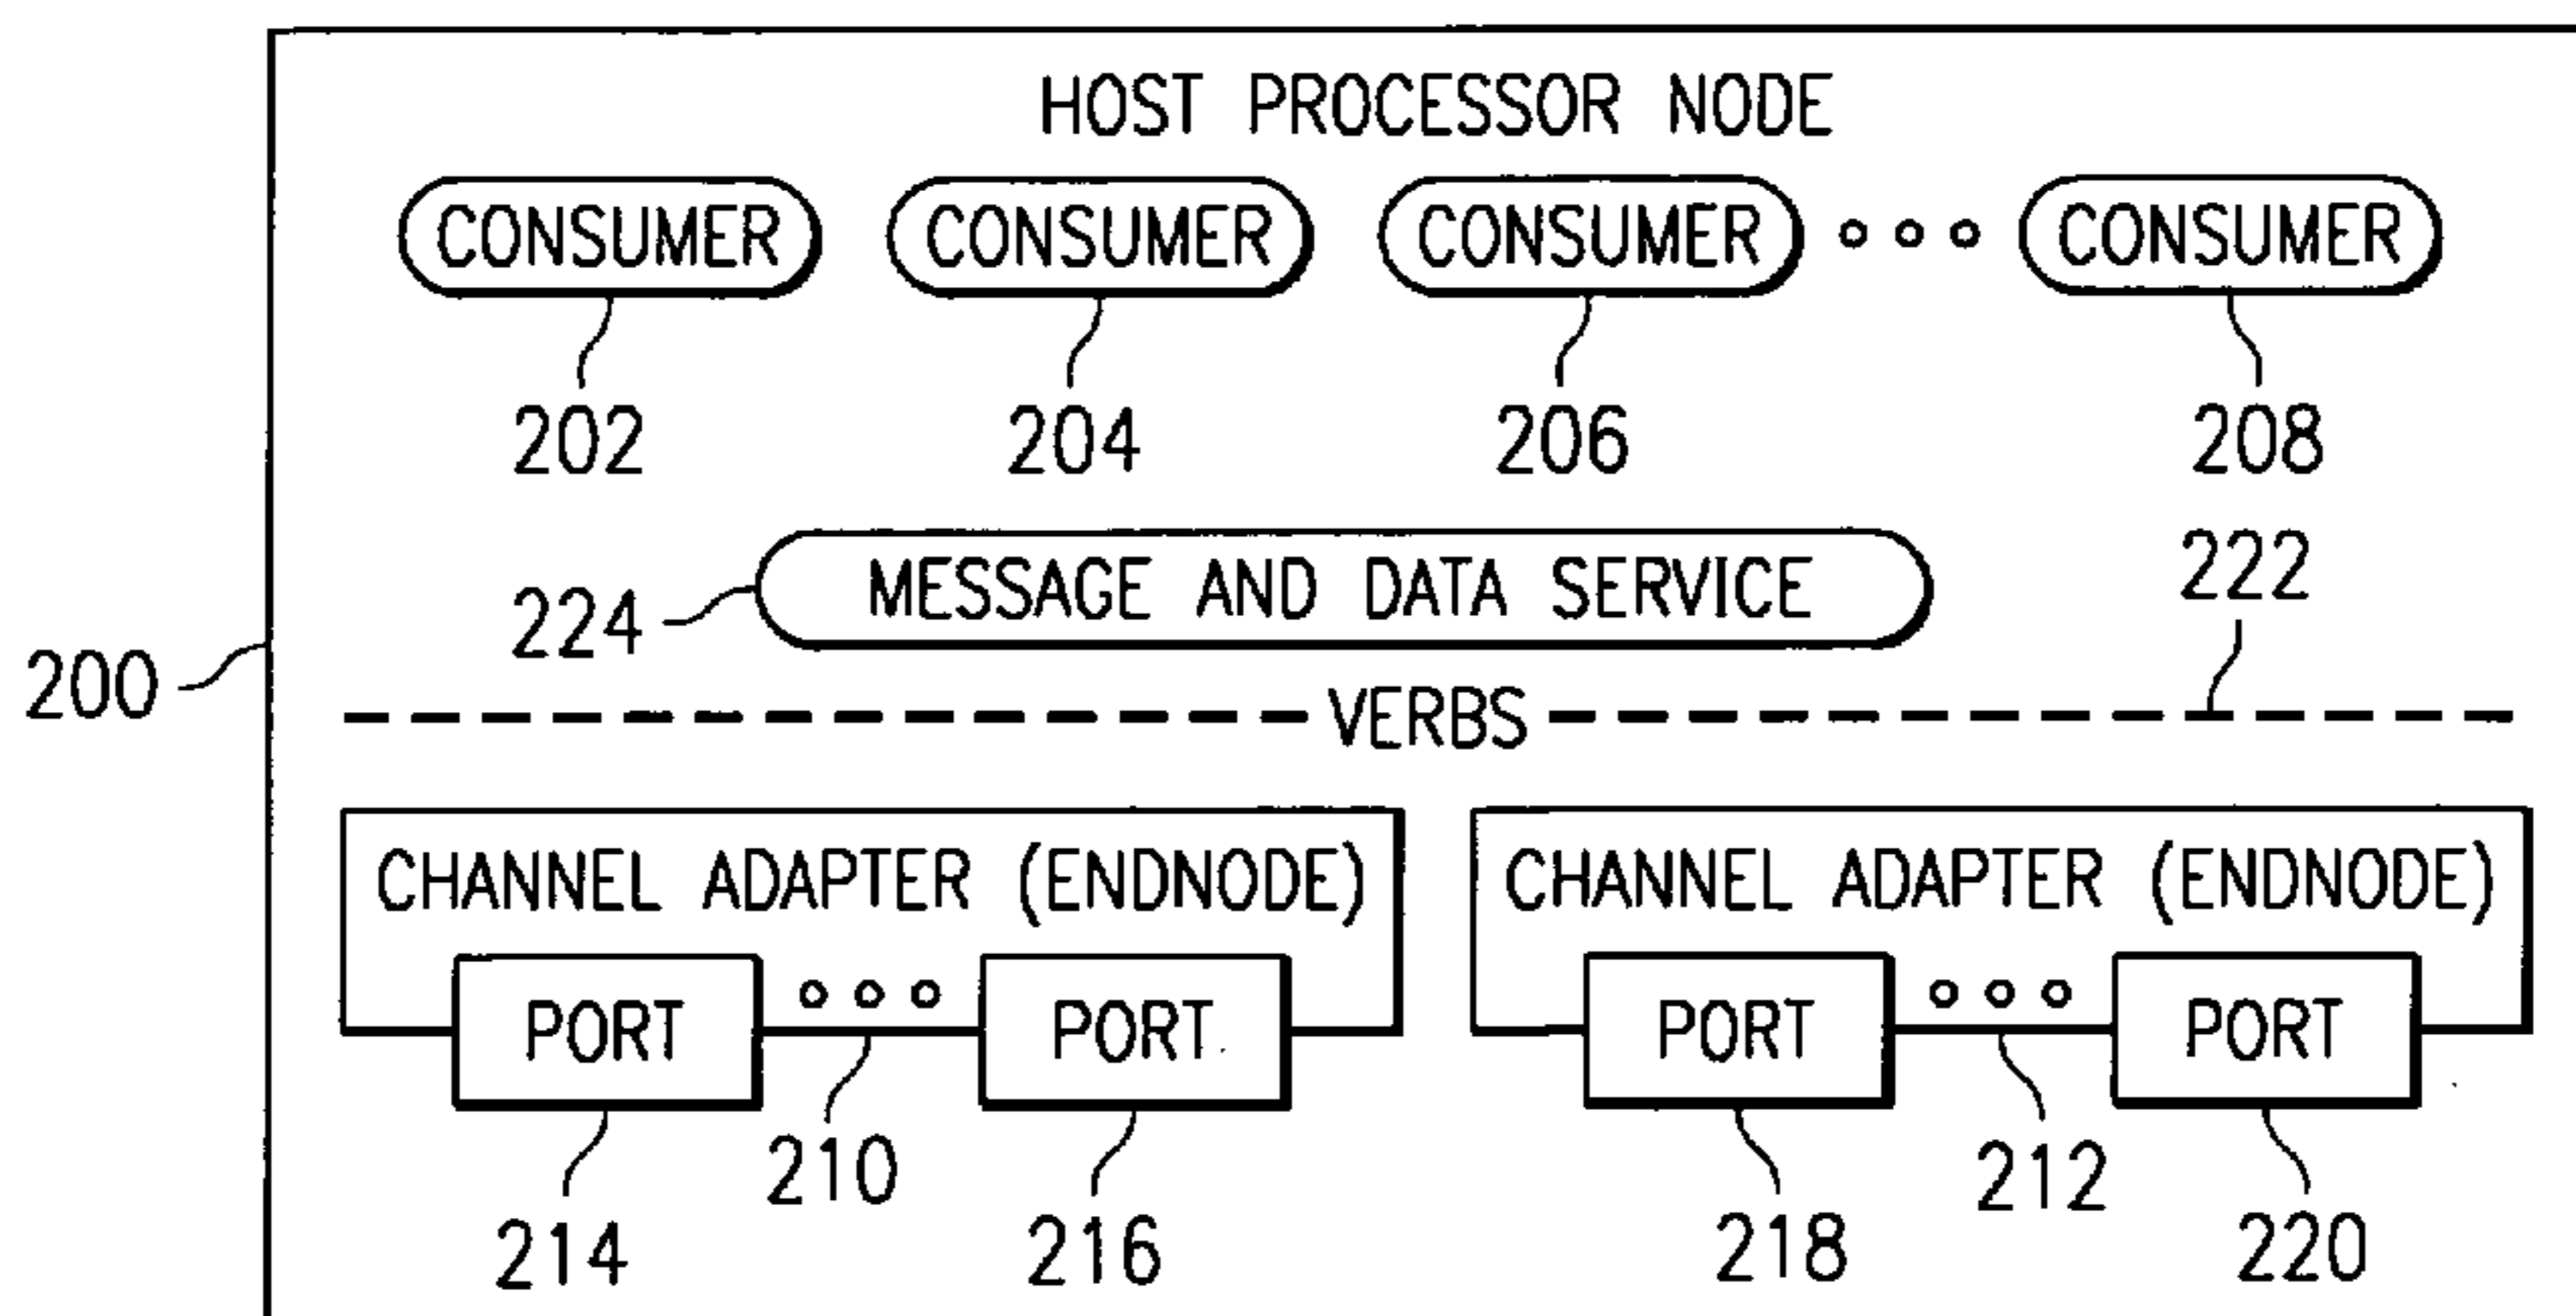 HOST PROCESSOR NODE
CONSUMER CONSUMER CONSUMER CONSUMER
202 204 206 208
MESSAGE AND DATA SERVICE
222
224
200
VERBS
CHANNEL ADAPTER (ENDNODE) CHANNEL ADAPTER (ENDNODE)
PORT PORT PORT PORT
210 212
214 216 218 220